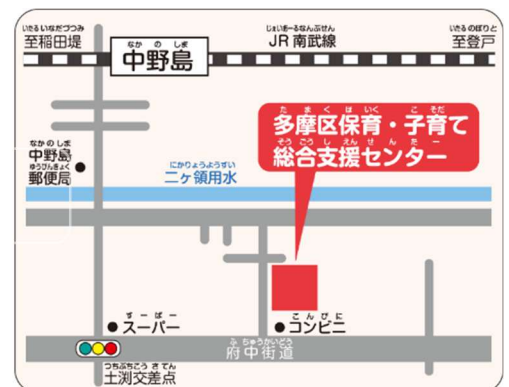 いたるいなだづつみ
至稲田堤
なかのしま
中野島
じぇいあーるなんぶせん
JR 南武線
いたるのぼりと
至登戸
たまくほいく こそだ
多摩区保育・子育て
そうごうしえんせんたー
総合支援センター
なかのしま
中野島
ゆうびんきょく
郵便局
にかりょうようすい
二ヶ領用水
すーぱー
スーパー
こんびに
コンビニ
ふちゅうかいどう
府中街道
つちぶちこうさてん
土渕交差点